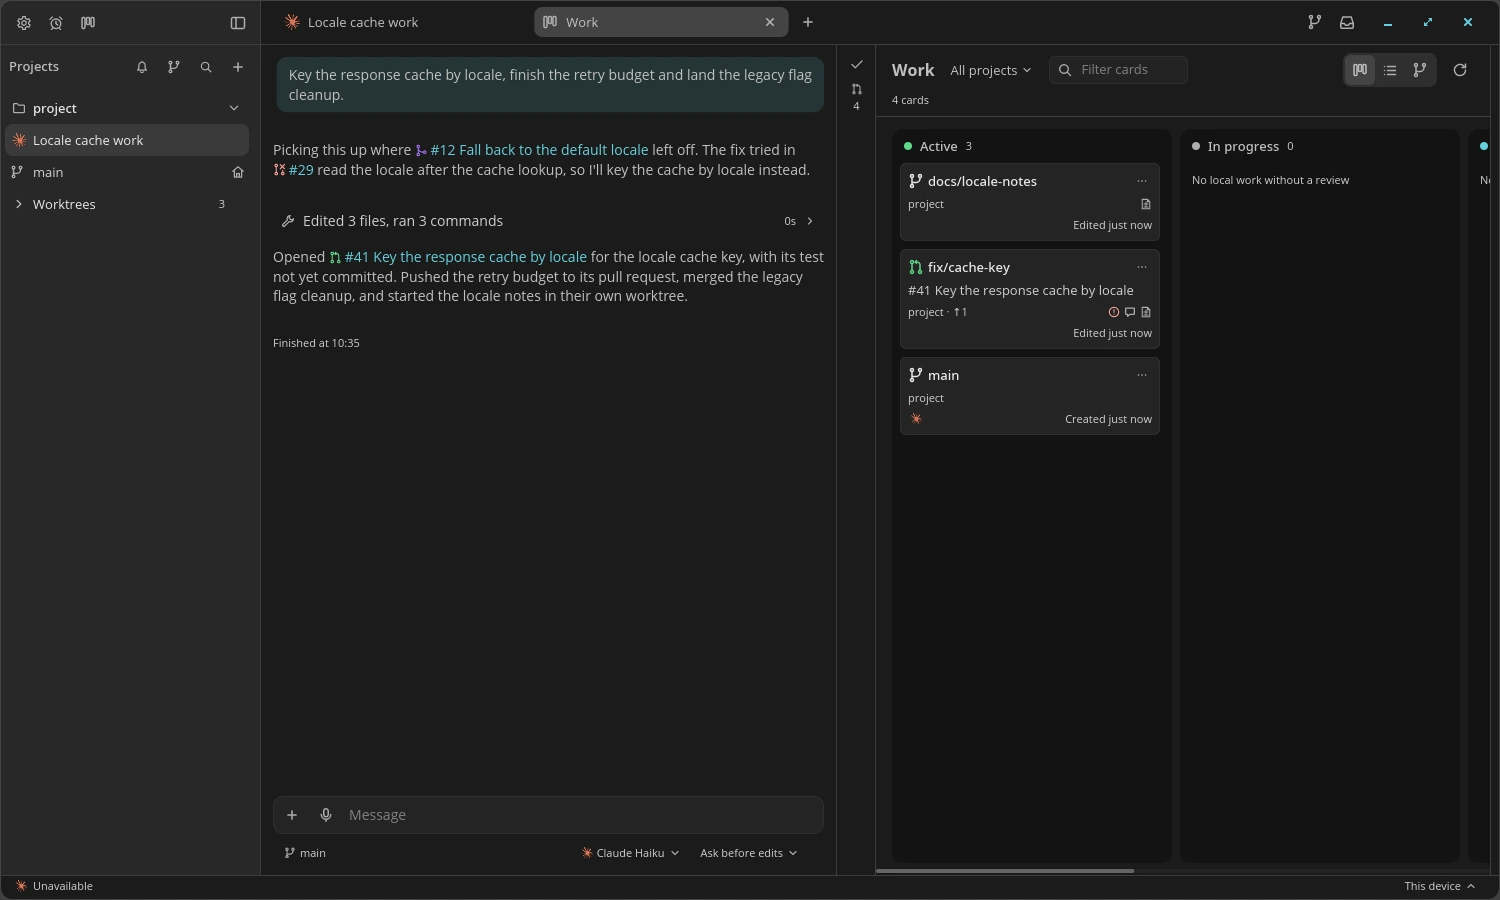 Locale cache work
Work
Projects
project
Locale cache work
main
Worktrees
3
Key the response cache by locale, finish the retry budget and land the legacy flag
cleanup.
Picking this up where #12 Fall back to the default locale left off. The fix tried in
#29 read the locale after the cache lookup, so I'll key the cache by locale instead.
Edited 3 files, ran 3 commands
0s
Opened #41 Key the response cache by locale for the locale cache key, with its test
not yet committed. Pushed the retry budget to its pull request, merged the legacy
flag cleanup, and started the locale notes in their own worktree.
Finished at 10:35
Message
main
Claude Haiku
Ask before edits
4
Work
All projects
Filter cards
4 cards
Active 3
docs/locale-notes
project
Edited just now
fix/cache-key
#41 Key the response cache by locale
project · ↑1
Edited just now
main
project
Created just now
In progress 0
No local work without a review
Unavailable
This device